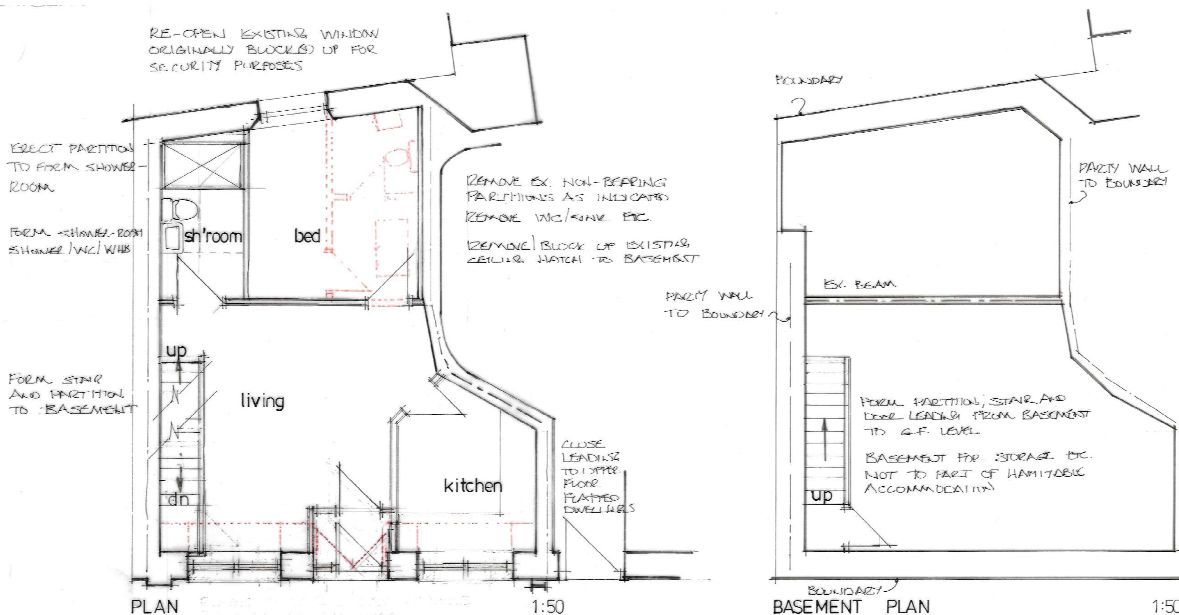 RE-OPEN EXISTING WINDOW
ORIGINALLY BLOCKED UP FOR
SECURITY PURPOSES
ERECT PARTITION
TO FORM SHOWER
ROOM
FORM SHOWER-ROOM
SHOWER/WC/WHB
FORM STAIR
AND PARTITION
TO BASEMENT
sh'room
bed
up
living
dn
kitchen
REMOVE EX. NON-BEARING
PARTITIONS AS INDICATED
REMOVE WC/SINK ETC
REMOVE/BLOCK UP EXISTING
CEILING HATCH TO BASEMENT
CLOSE
LEADING
TO UPPER
FLOOR
FLATTED
DWELLINGS
PLAN
1:50
BOUNDARY
PARTY WALL
TO BOUNDARY
EX. BEAM
PARTY WALL
TO BOUNDARY
FORM PARTITION, STAIR AND
DOOR LEADING FROM BASEMENT
TO G.F. LEVEL
BASEMENT FOR STORAGE ETC.
NOT TO PART OF HABITABLE
ACCOMMODATION
up
BOUNDARY
BASEMENT PLAN
1:50